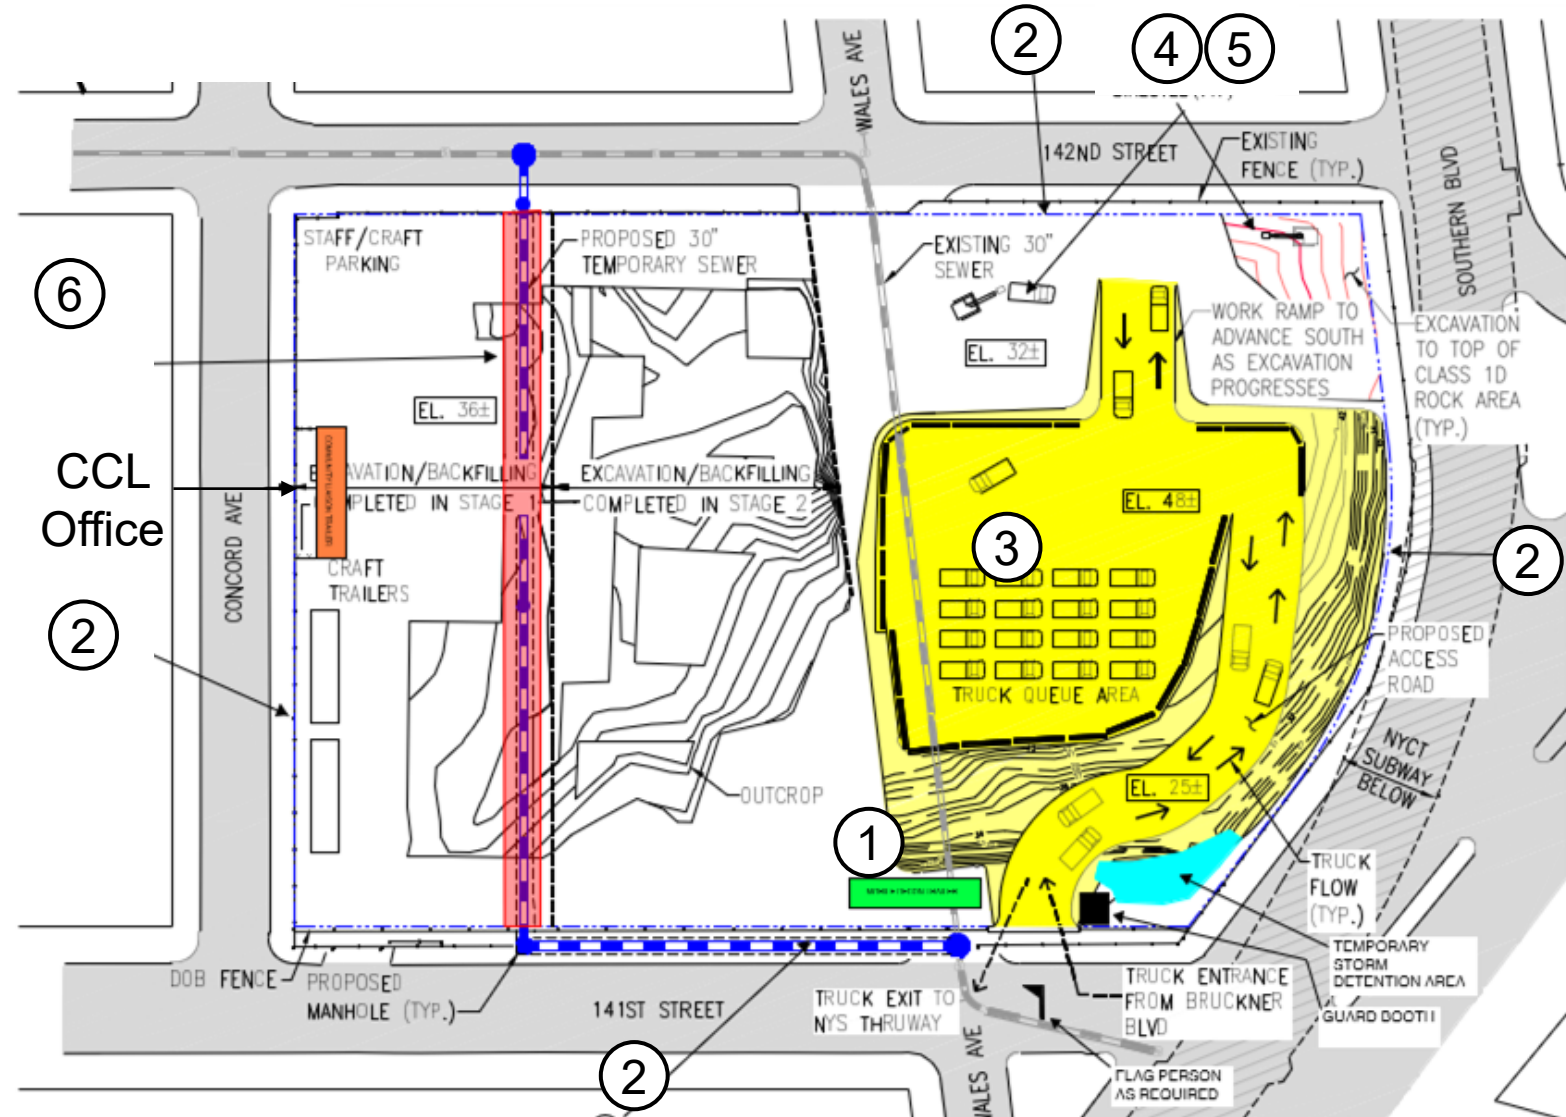 2
4
5
WALES AVE
142ND STREET
EXISTING
FENCE (TYP.)
SOUTHERN BLVD
STAFF/CRAFT
PARKING
PROPOSED 30"
TEMPORARY SEWER
EXISTING 30"
SEWER
6
WORK RAMP TO
ADVANCE SOUTH
AS EXCAVATION
PROGRESSES
EXCAVATION
TO TOP OF
CLASS 1D
ROCK AREA
(TYP.)
EL. 32±
EL. 36±
CCL
Office
EXCAVATION/BACKFILLING
COMPLETED IN STAGE 1
EXCAVATION/BACKFILLING
COMPLETED IN STAGE 2
EL. 48±
3
2
CONCORD AVE
CRAFT
TRAILERS
2
PROPOSED
ACCESS
ROAD
TRUCK QUEUE AREA
NYCT
SUBWAY
BELOW
OUTCROP
EL. 25±
1
TRUCK
FLOW
(TYP.)
TEMPORARY
STORM
DETENTION AREA
GUARD BOOTH
DOB FENCE
PROPOSED
MANHOLE (TYP.)
141ST STREET
TRUCK EXIT TO
NYS THRUWAY
TRUCK ENTRANCE
FROM BRUCKNER
BLVD
WALES AVE
FLAG PERSON
AS REQUIRED
2